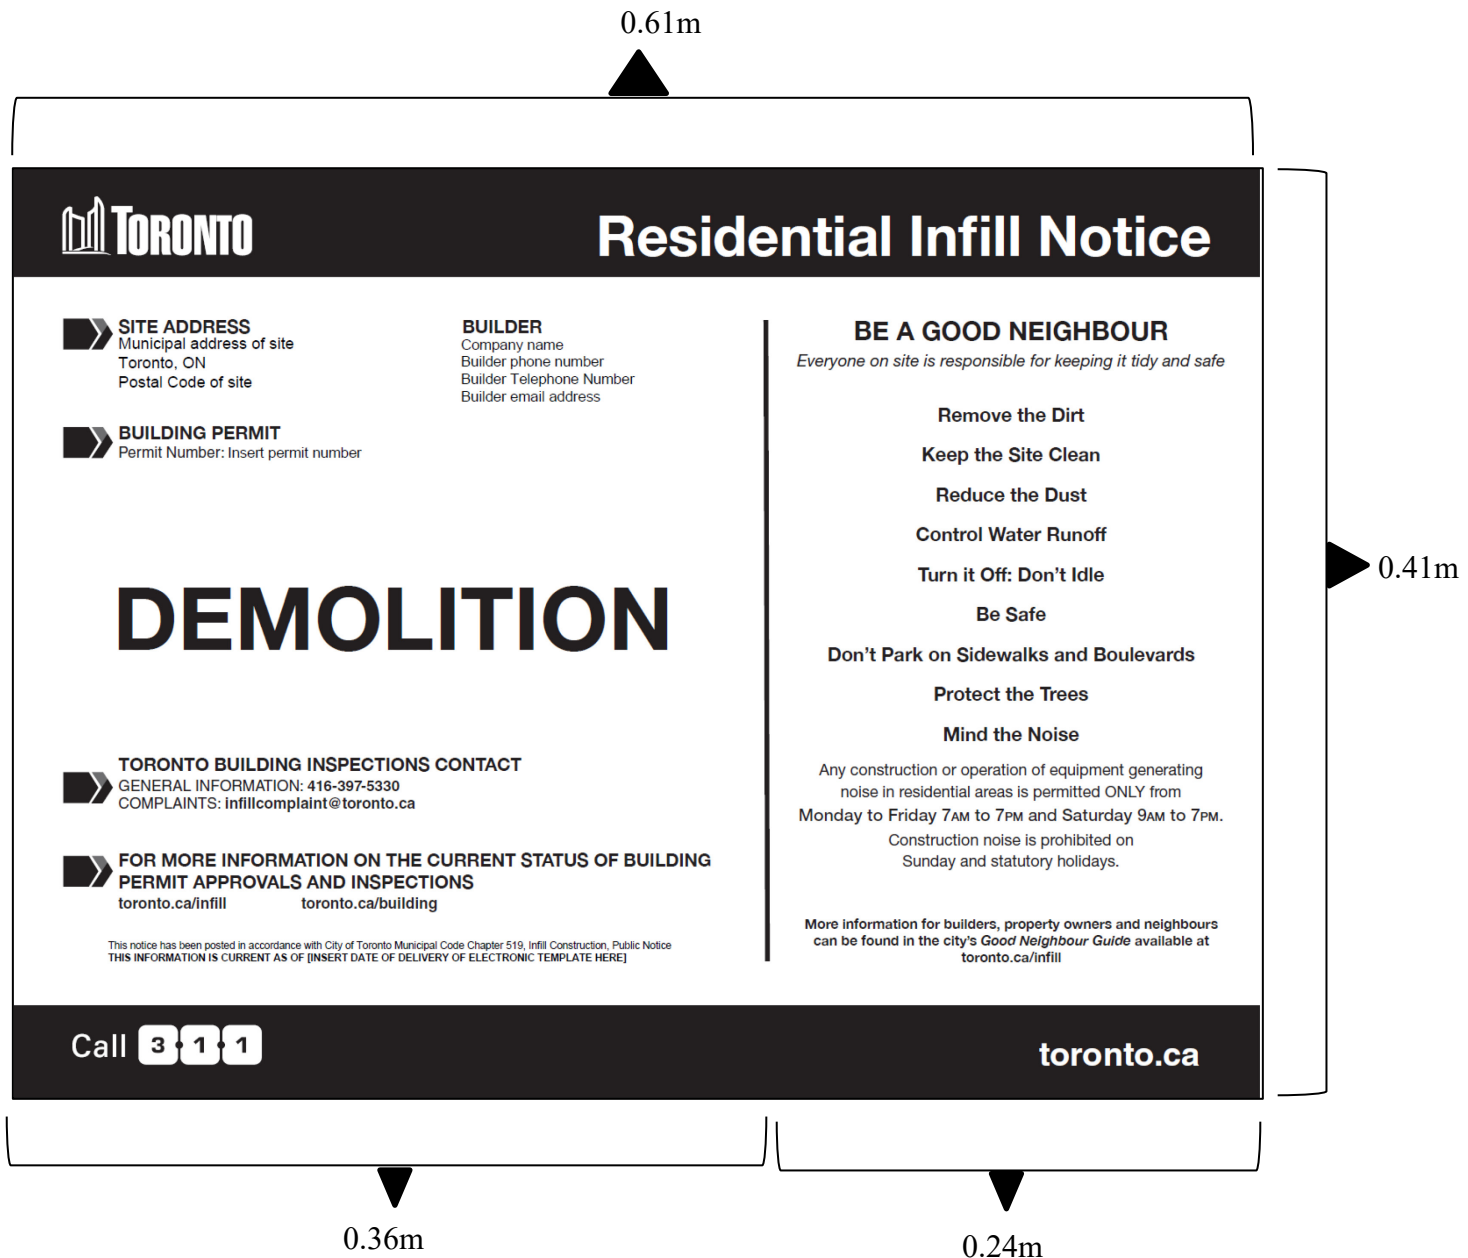 0.61m
TORONTO
Residential Infill Notice
SITE ADDRESS
Municipal address of site
Toronto, ON
Postal Code of site
BUILDER
Company name
Builder phone number
Builder Telephone Number
Builder email address
BUILDING PERMIT
Permit Number: Insert permit number
DEMOLITION
TORONTO BUILDING INSPECTIONS CONTACT
GENERAL INFORMATION: 416-397-5330
COMPLAINTS: infillcomplaint@toronto.ca
FOR MORE INFORMATION ON THE CURRENT STATUS OF BUILDING
PERMIT APPROVALS AND INSPECTIONS
toronto.ca/infill toronto.ca/building
This notice has been posted in accordance with City of Toronto Municipal Code Chapter 519, Infill Construction, Public Notice
THIS INFORMATION IS CURRENT AS OF [INSERT DATE OF DELIVERY OF ELECTRONIC TEMPLATE HERE]
BE A GOOD NEIGHBOUR
Everyone on site is responsible for keeping it tidy and safe
Remove the Dirt
Keep the Site Clean
Reduce the Dust
Control Water Runoff
Turn it Off: Don't Idle
Be Safe
Don't Park on Sidewalks and Boulevards
Protect the Trees
Mind the Noise
Any construction or operation of equipment generating
noise in residential areas is permitted ONLY from
Monday to Friday 7AM to 7PM and Saturday 9AM to 7PM.
Construction noise is prohibited on
Sunday and statutory holidays.
More information for builders, property owners and neighbours
can be found in the city's Good Neighbour Guide available at
toronto.ca/infill
0.41m
Call 3 1 1
toronto.ca
0.36m
0.24m